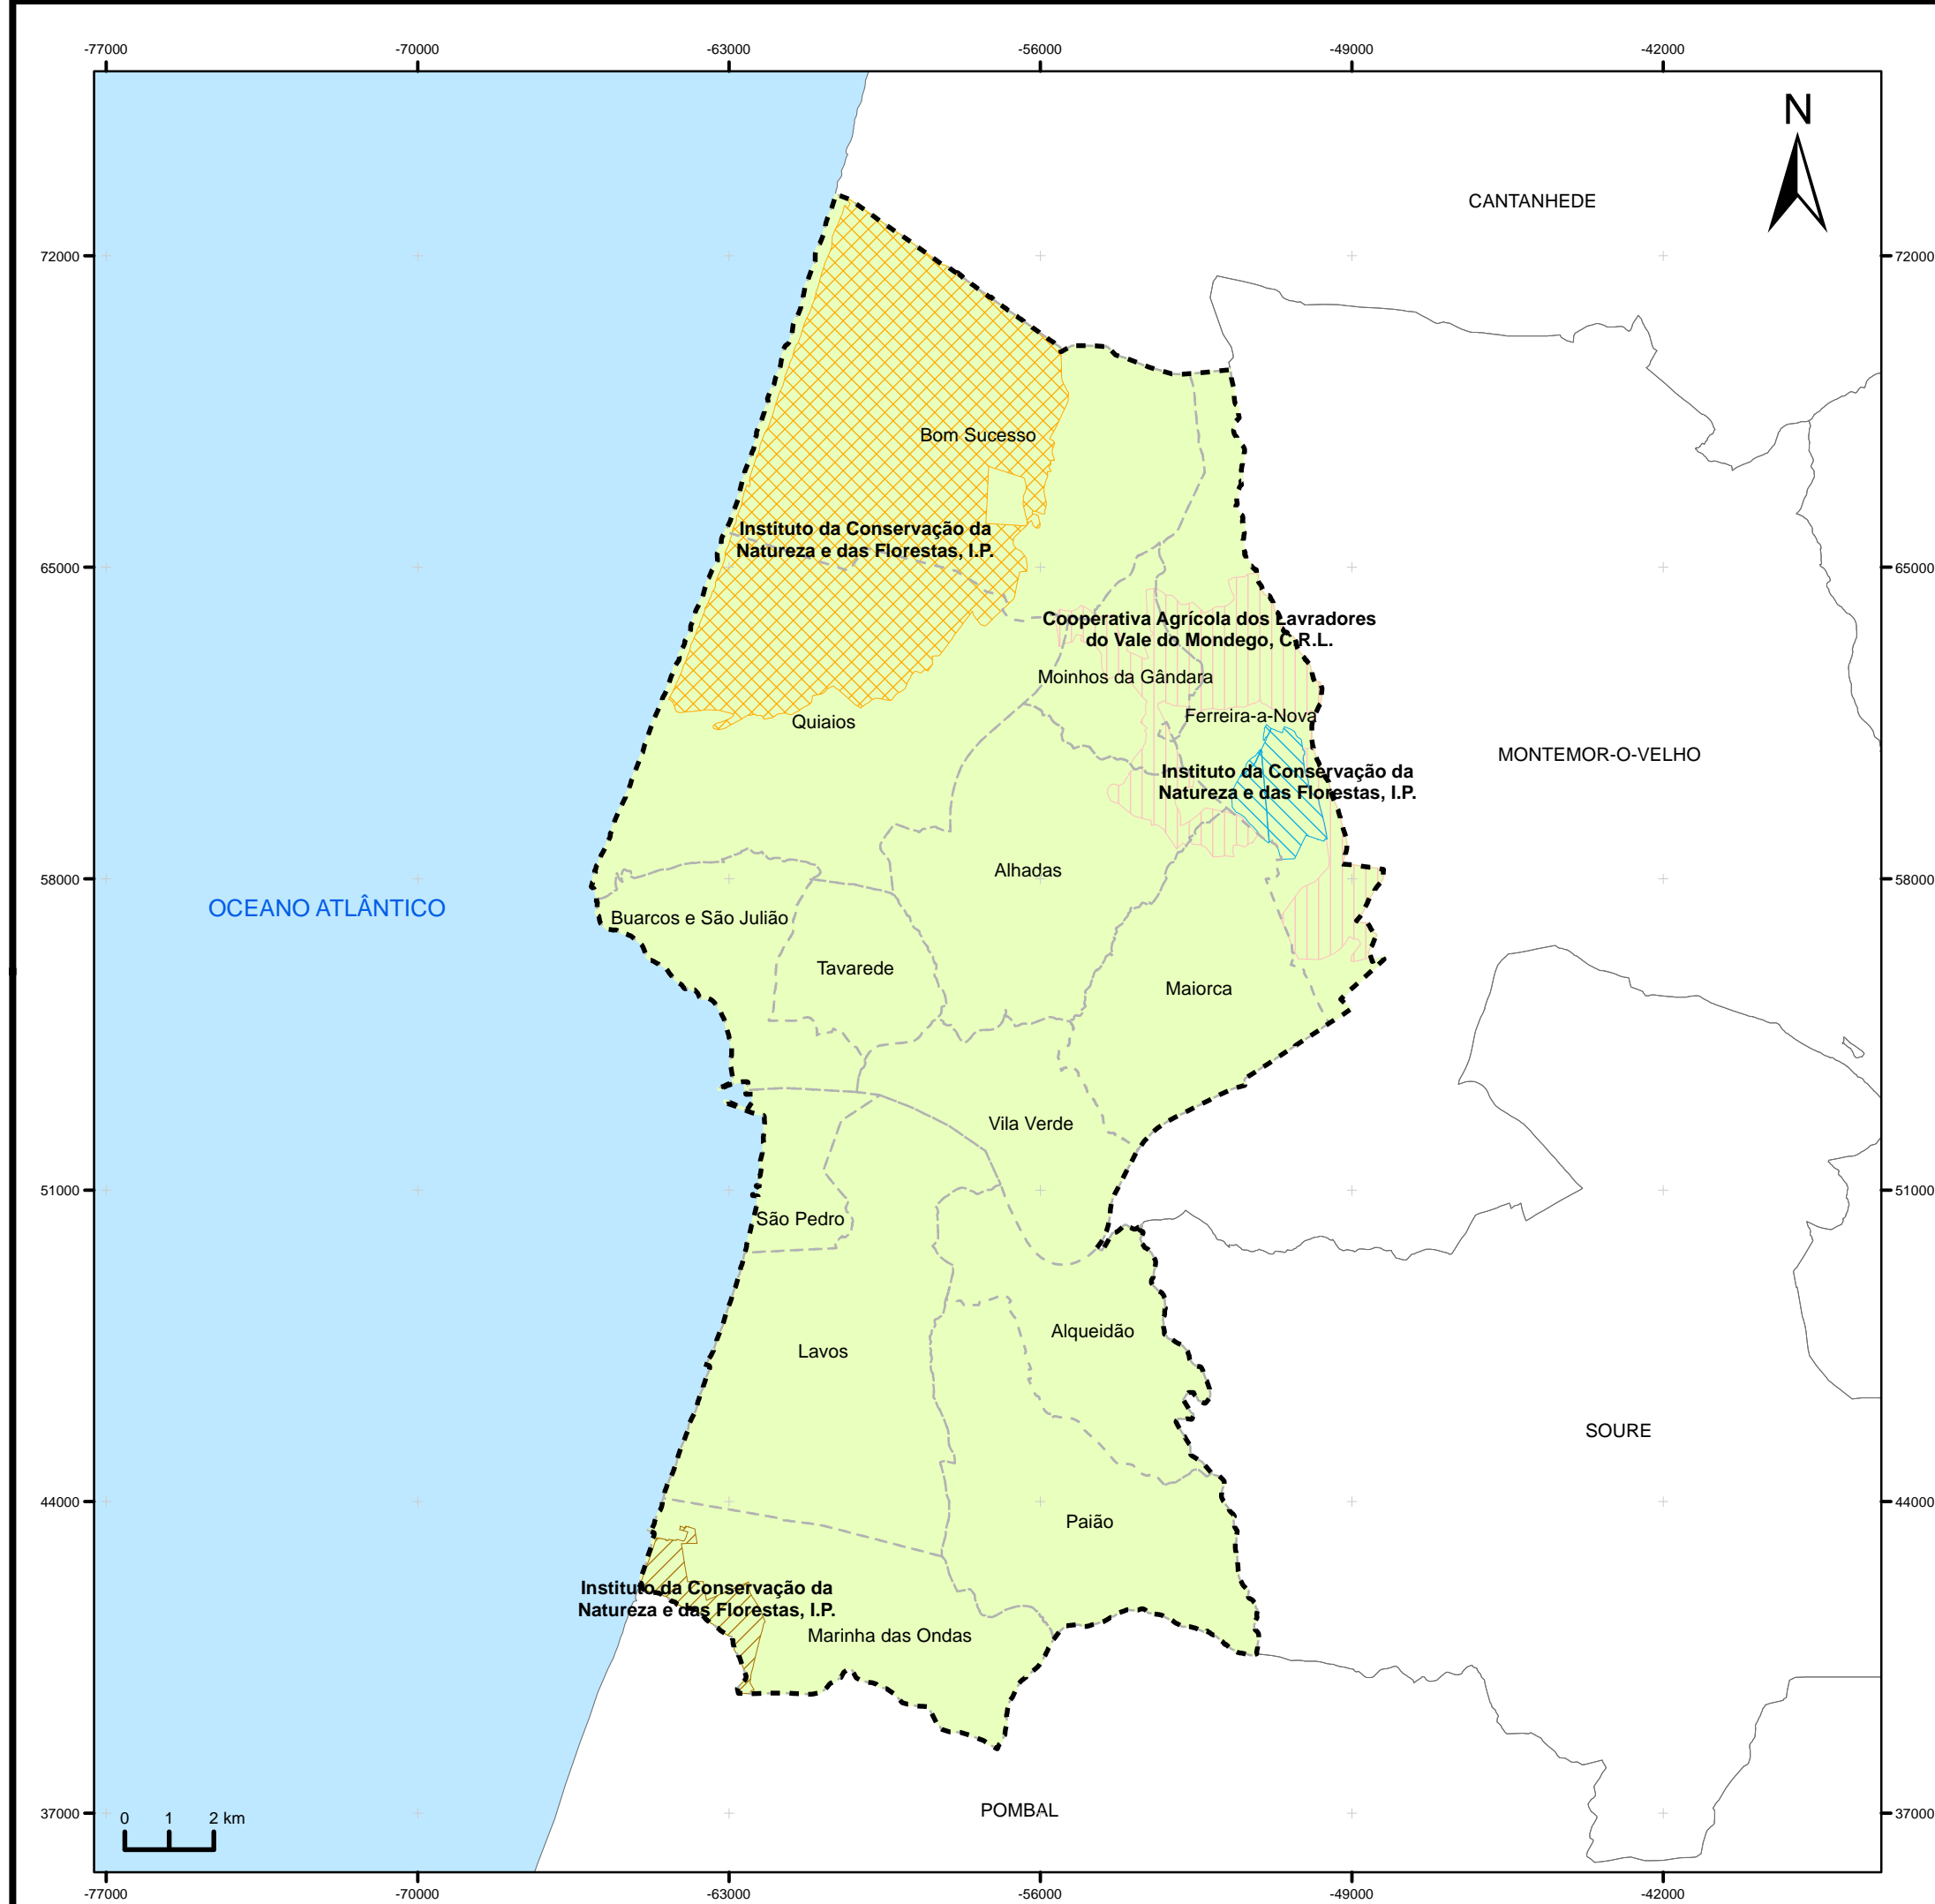 -77000 -70000 -63000 -56000 -49000 -42000
N
CANTANHEDE
72000 72000
Bom Sucesso
Instituto da Conservação da
Natureza e das Florestas, I.P.
65000 65000
Cooperativa Agrícola dos Lavradores
do Vale do Mondego, C.R.L.
Moinhos da Gândara
Ferreira-a-Nova
Quiaios
MONTEMOR-O-VELHO
Instituto da Conservação da
Natureza e das Florestas, I.P.
Alhadas
58000 58000
OCEANO ATLÂNTICO
Buarcos e São Julião
Tavarede
Maiorca
Vila Verde
51000 51000
São Pedro
Alqueidão
Lavos
SOURE
44000 44000
Paião
Instituto da Conservação da
Natureza e das Florestas, I.P.
Marinha das Ondas
POMBAL
37000 37000
0 1 2 km
-77000 -70000 -63000 -56000 -49000 -42000